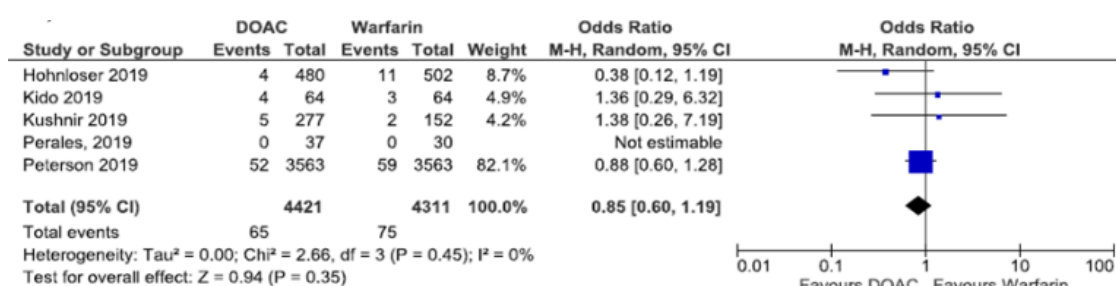 DOAC Warfarin Odds Ratio Odds Ratio
Study or Subgroup Events Total Events Total Weight M-H, Random, 95% CI M-H, Random, 95% CI
Hohnloser 2019 4 480 11 502 8.7% 0.38 [0.12, 1.19]
Kido 2019 4 64 3 64 4.9% 1.36 [0.29, 6.32]
Kushnir 2019 5 277 2 152 4.2% 1.38 [0.26, 7.19]
Perales, 2019 0 37 0 30 Not estimable
Peterson 2019 52 3563 59 3563 82.1% 0.88 [0.60, 1.28]
Total (95% CI) 4421 4311 100.0% 0.85 [0.60, 1.19]
Total events 65 75
Heterogeneity: Tau² = 0.00; Chi² = 2.66, df = 3 (P = 0.45); I² = 0%
Test for overall effect: Z = 0.94 (P = 0.35)
0.01 0.1 1 10 100
Favours DOAC Favours Warfarin